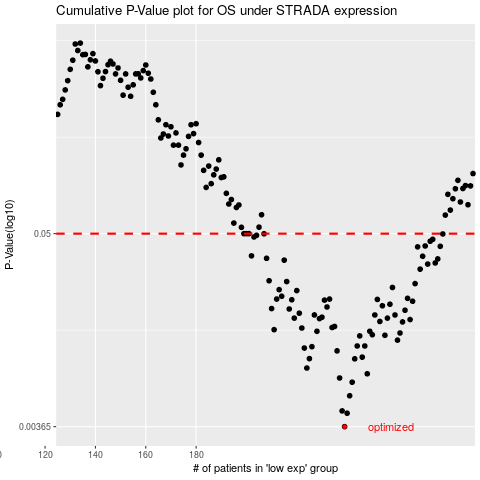 Cumulative P-Value plot for OS under STRADA expression
P-Value(log10)
0.05
0.00365
optimized
0
120
140
160
180
# of patients in 'low exp' group